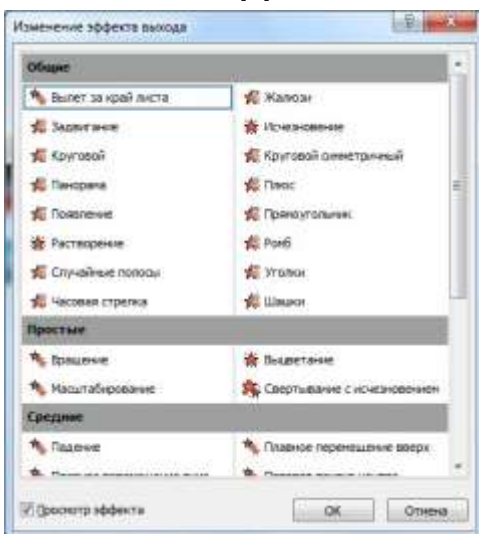 Изменение эффекта выхода
Общие
Вылет за край листа Жалюзи
Задвигание Исчезновение
Круговой Круговой симметричный
Панорама Плюс
Появление Прямоугольник
Растворение Ромб
Случайные полосы Уголки
Часовая стрелка Шашки
Простые
Вращение Выцветание
Масштабирование Свертывание с исчезновением
Средние
Падение Плавное перемещение вверх
Просмотр эффекта ОК Отмена